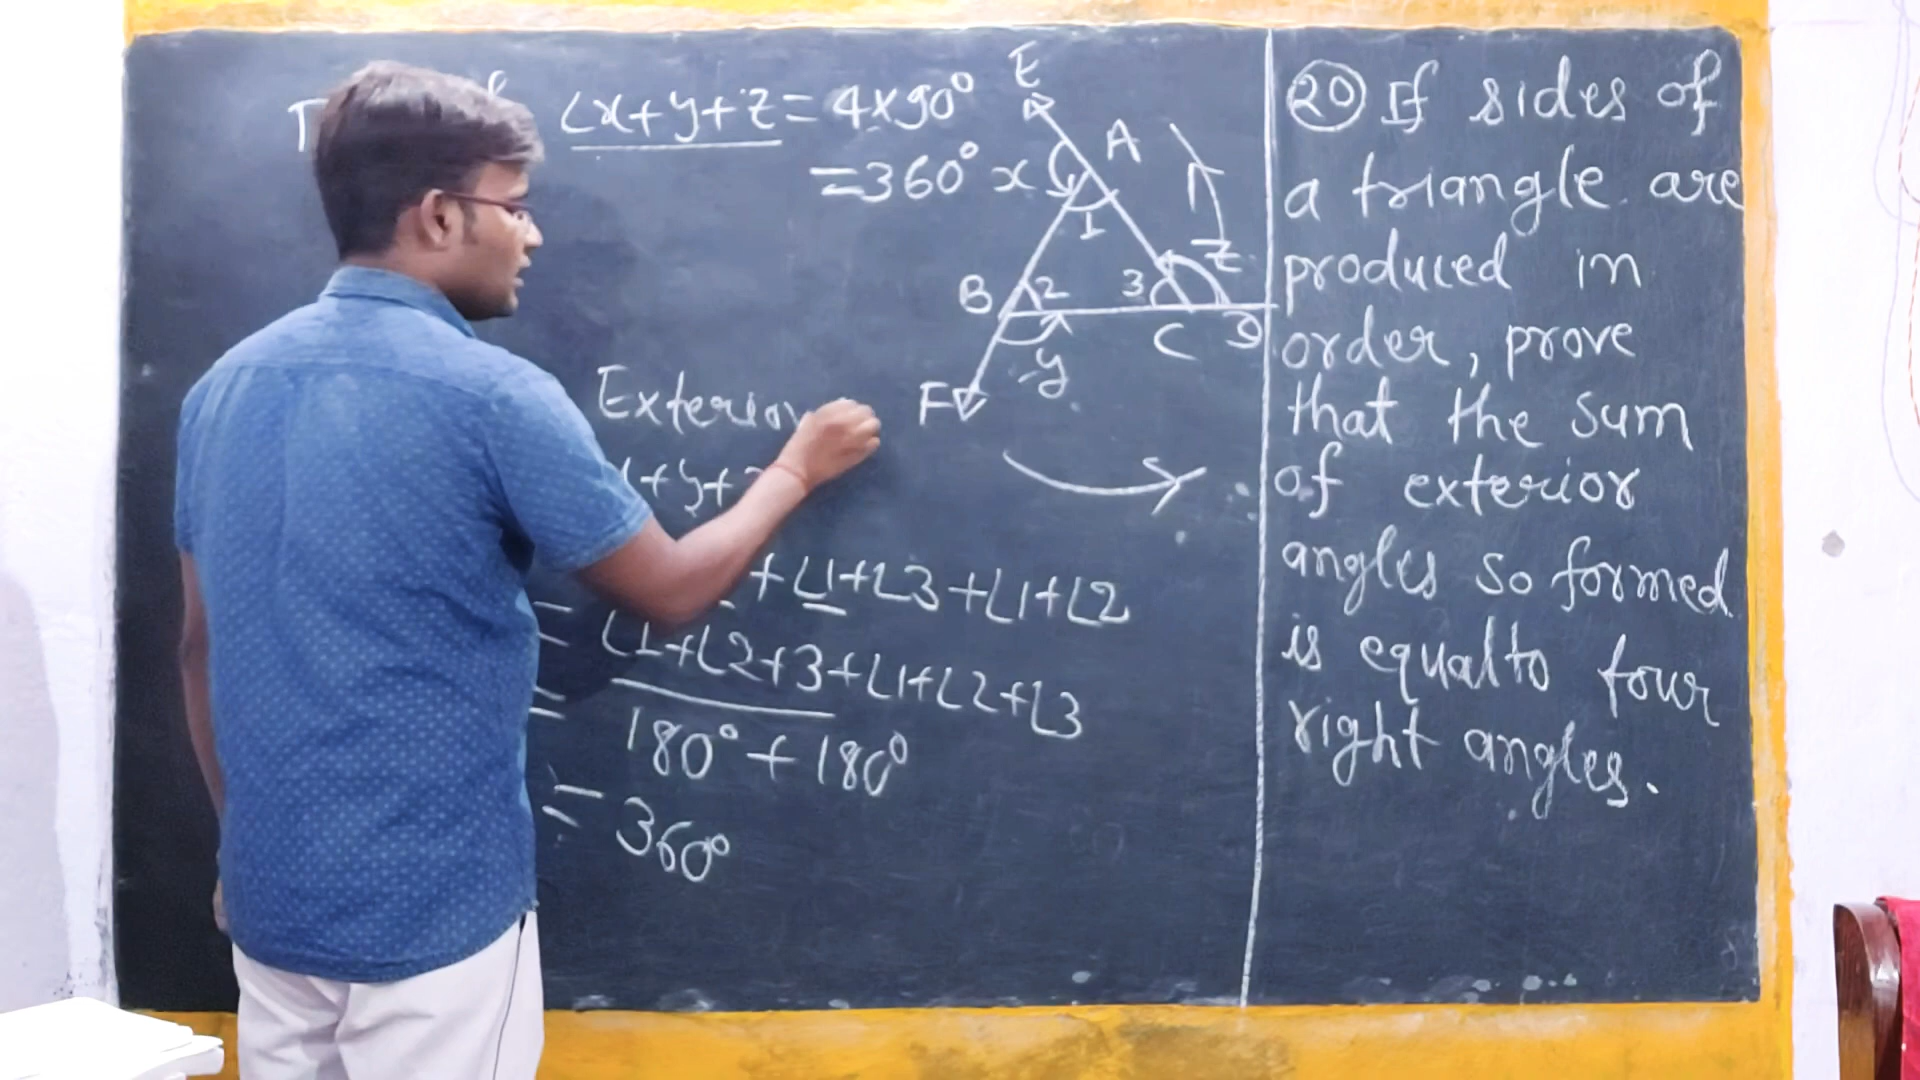 ∠x+y+z = 4x90°
=360°
E
A
x
1
B
2
3
z
C
D
y
F
Exterior
+y+
+∠1+∠3+∠1+∠2
= ∠1+∠2+3+∠1+∠2+∠3
= 180°+180°
= 360°
20 If sides of
a triangle are
produced in
order, prove
that the sum
of exterior
angles so formed
is equal to four
right angles.